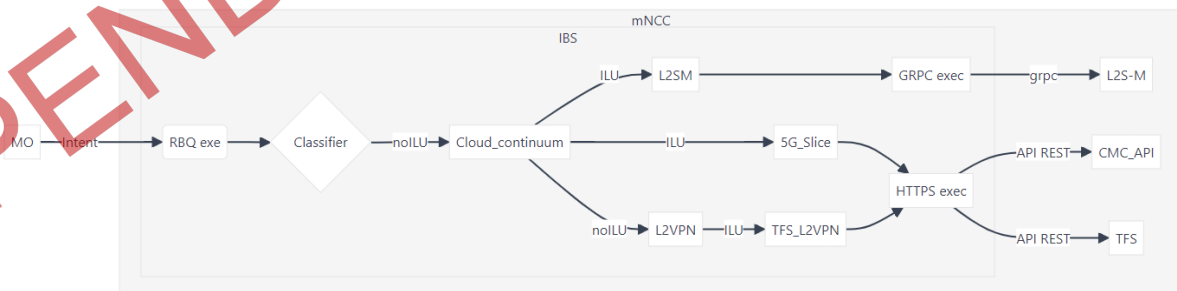 mNCC
IBS
MO
Intent
RBQ exe
Classifier
noILU
Cloud_continuum
ILU
L2SM
GRPC exec
grpc
L2S-M
ILU
5G_Slice
HTTPS exec
API REST
CMC_API
noILU
L2VPN
ILU
TFS_L2VPN
API REST
TFS
PEND